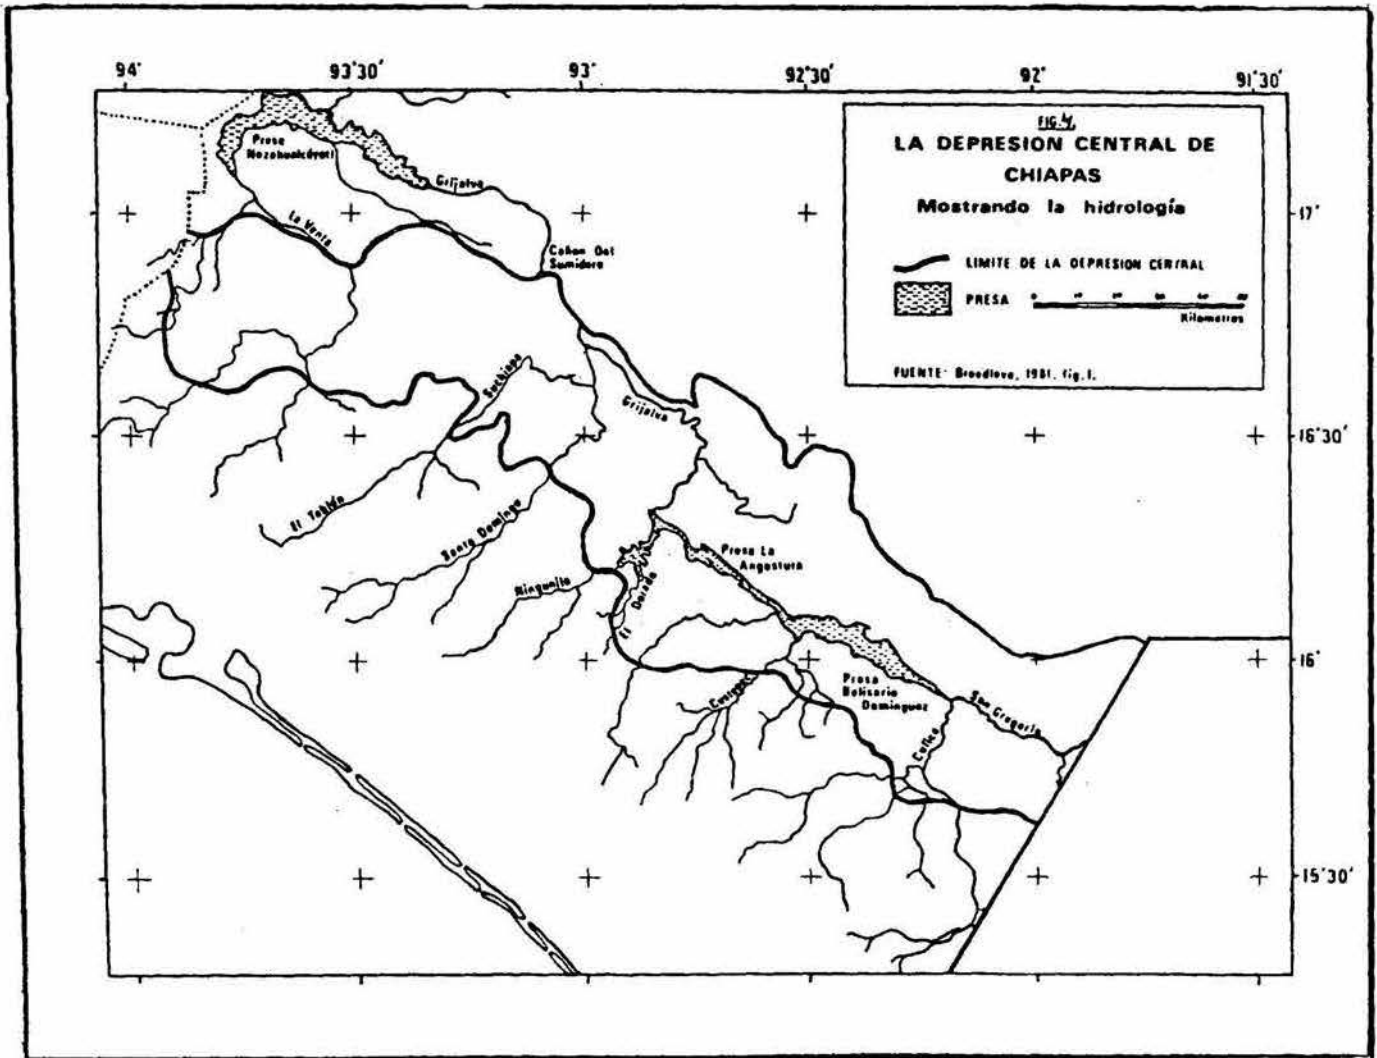 94°
93°30'
93°
92°30'
92°
91°30'
FIG.4.
LA DEPRESION CENTRAL DE
CHIAPAS
Mostrando la hidrología
LIMITE DE LA DEPRESION CENTRAL
PRESA
0
Kilometros
FUENTE: Breedlove, 1981. fig.1.
Presa
Nezahualcóyotl
Grijalva
La Venta
Cañon Del
Sumidero
17°
Suchiapa
Grijalva
16°30'
El Tablón
Santo Domingo
Presa La
Angostura
El Dorado
16°
Presa
Belisario
Dominguez
San Gregorio
15°30'